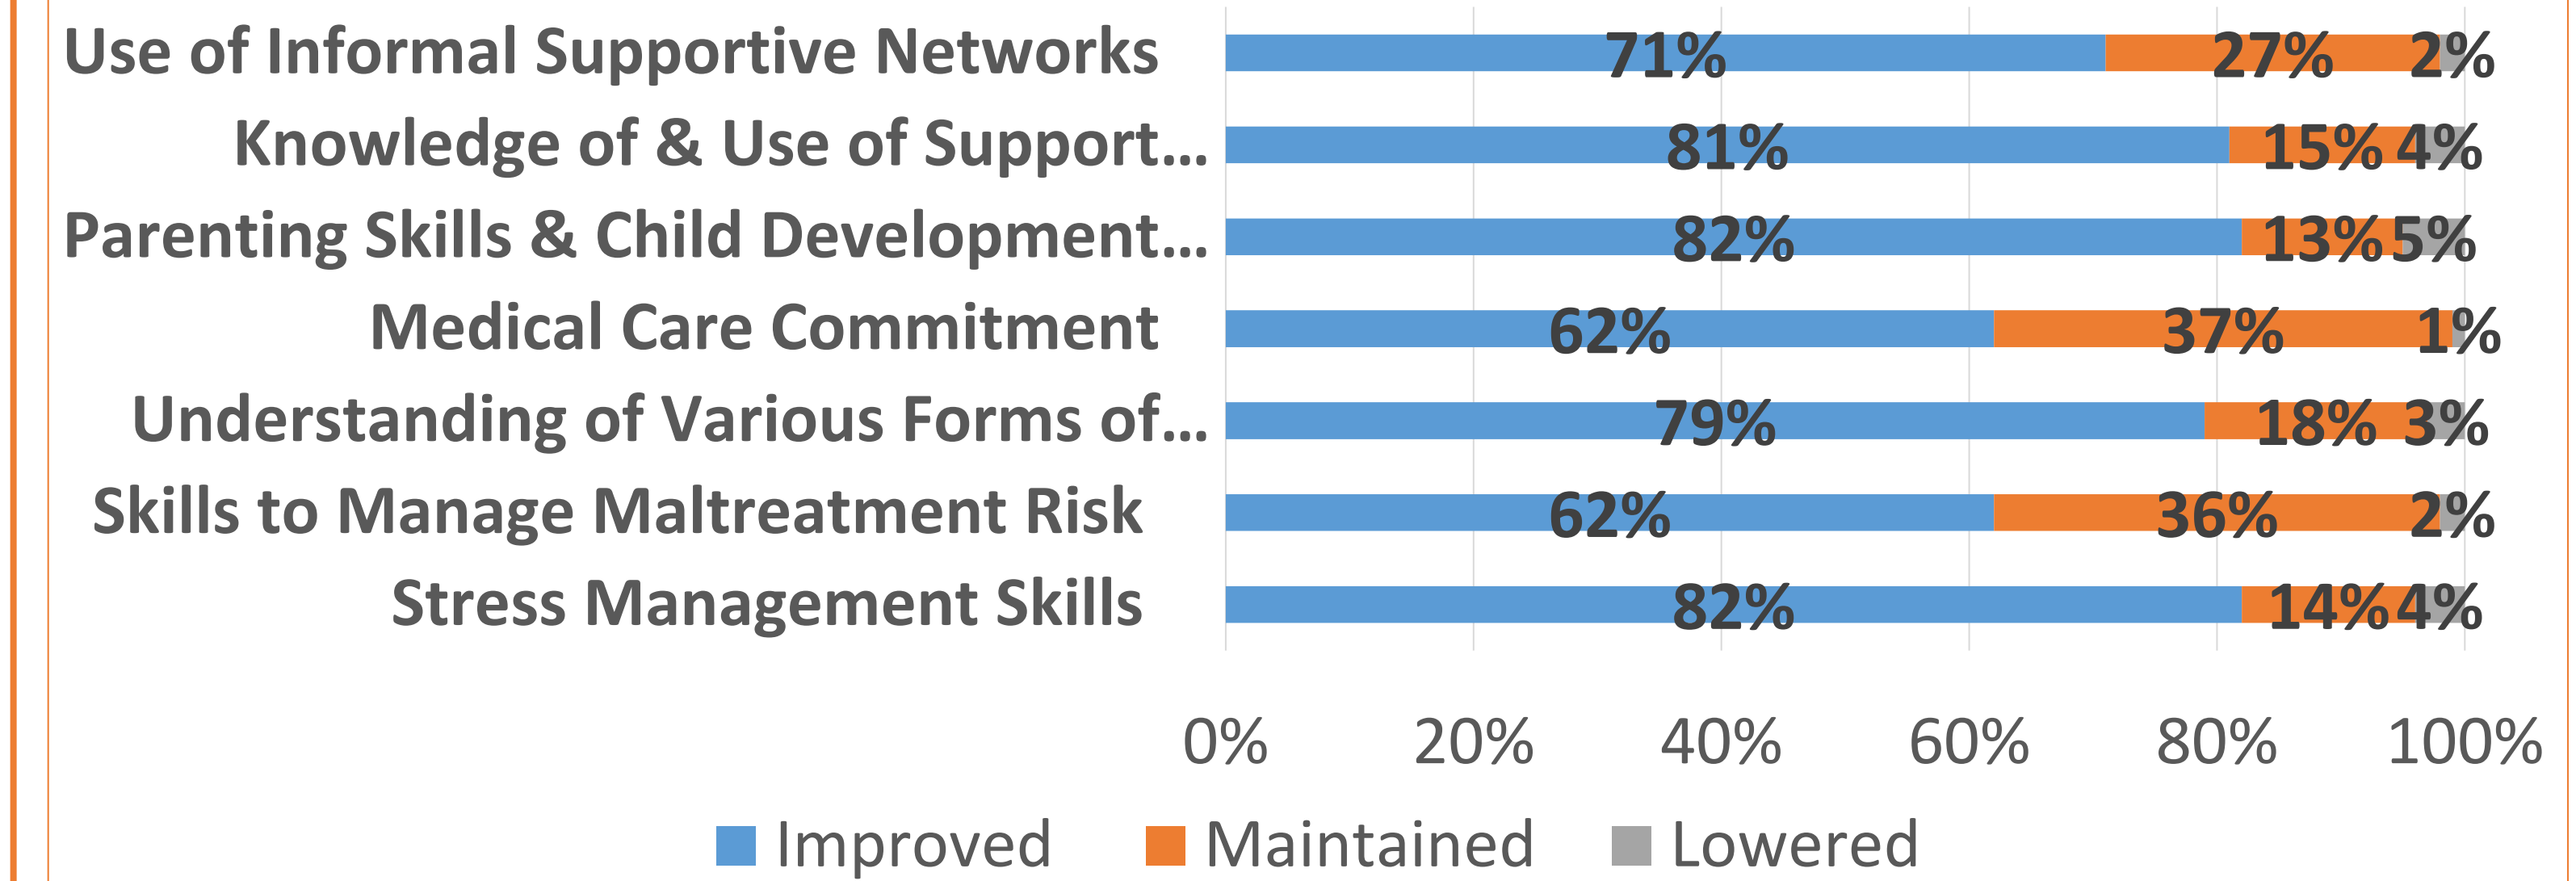 Use of Informal Supportive Networks 71% 27% 2%
Knowledge of & Use of Support... 81% 15% 4%
Parenting Skills & Child Development... 82% 13% 5%
Medical Care Commitment 62% 37% 1%
Understanding of Various Forms of... 79% 18% 3%
Skills to Manage Maltreatment Risk 62% 36% 2%
Stress Management Skills 82% 14% 4%
0% 20% 40% 60% 80% 100%
Improved Maintained Lowered